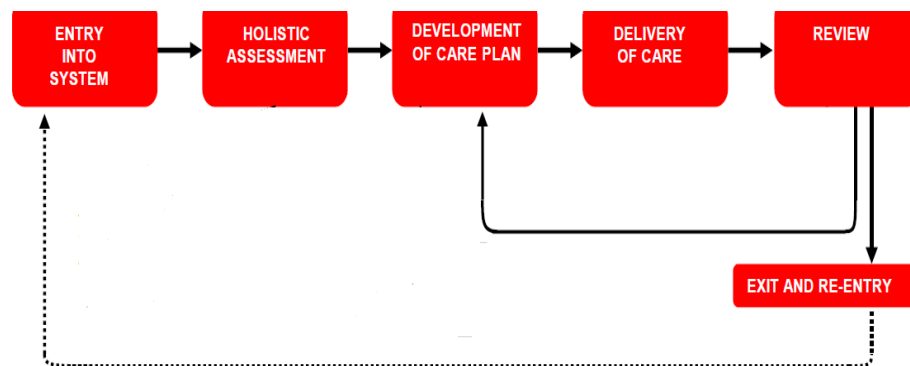 ENTRY
INTO
SYSTEM
HOLISTIC
ASSESSMENT
DEVELOPMENT
OF CARE PLAN
DELIVERY
OF CARE
REVIEW
EXIT AND RE-ENTRY